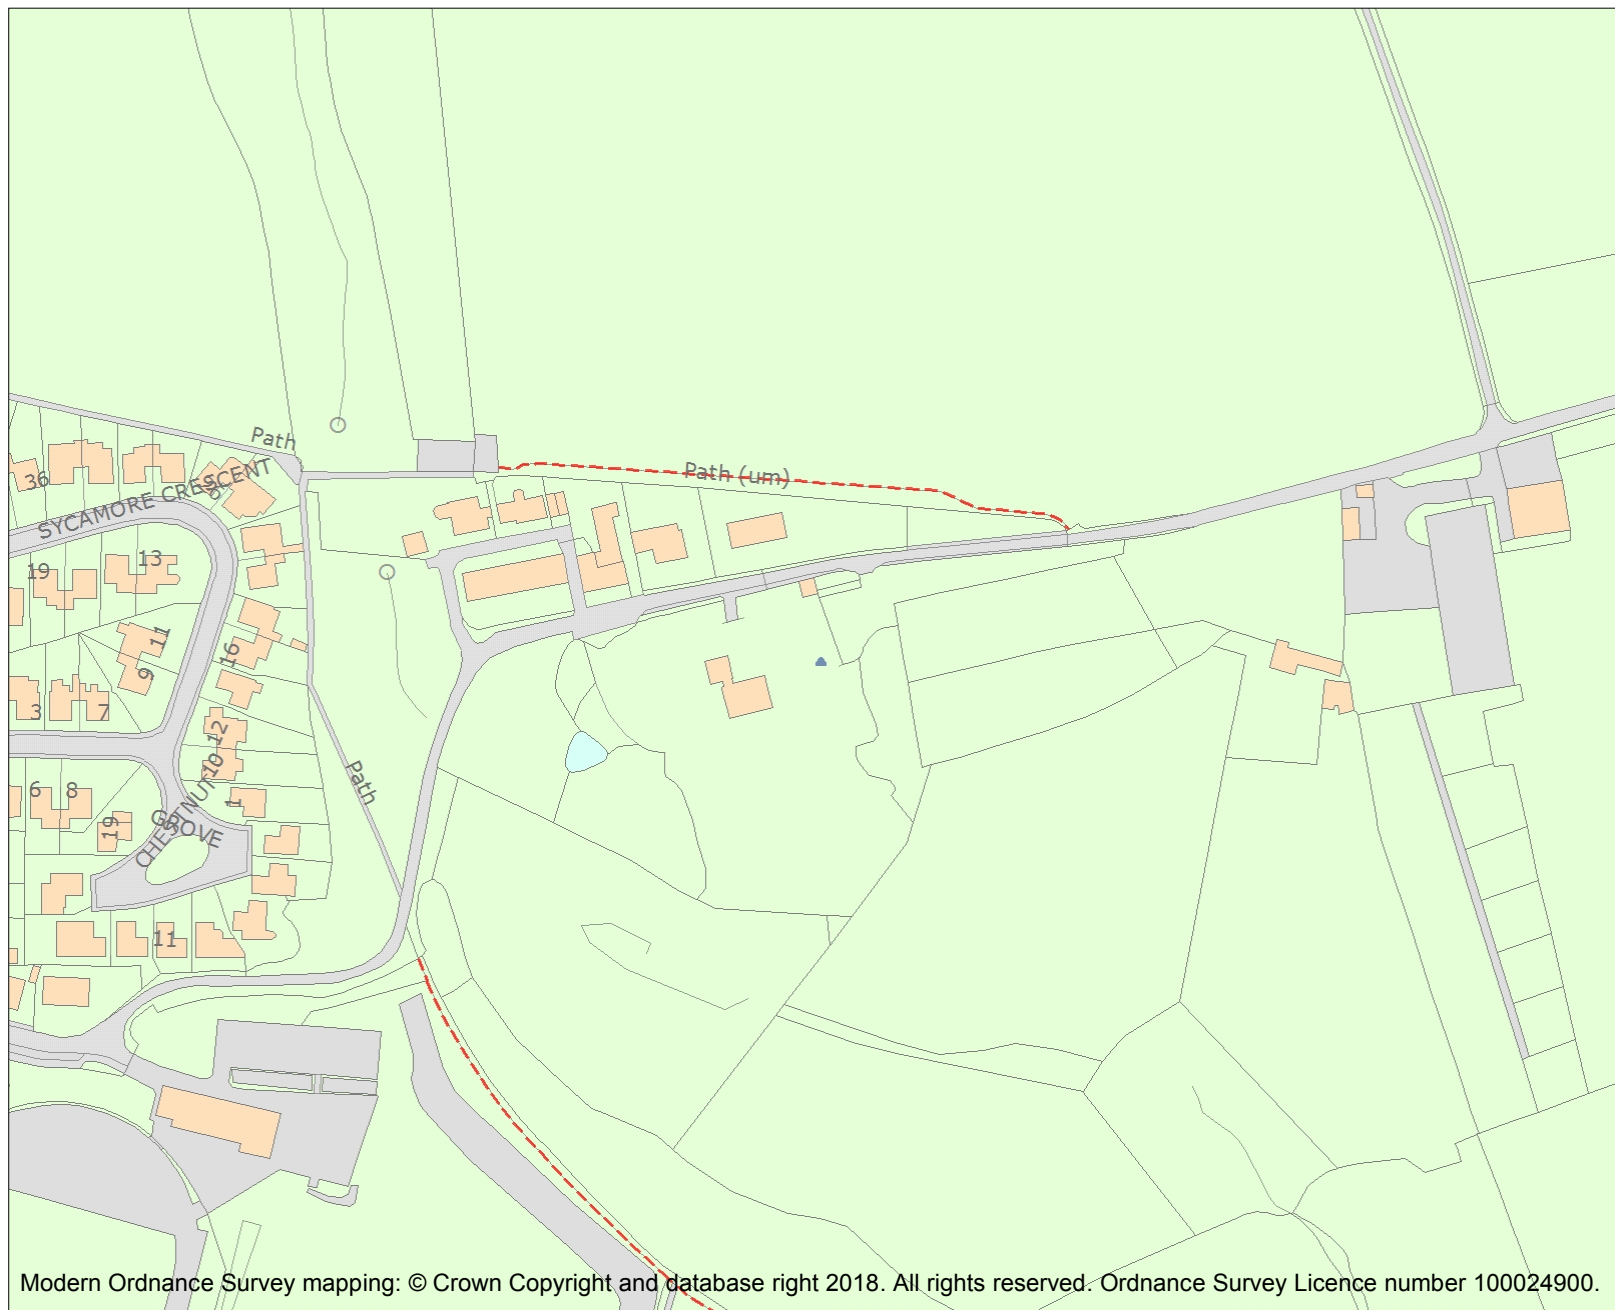 Path
36
SYCAMORE CRESCENT
Path (um)
13
19
11
16
9
3
7
12
10
Path
6
8
1
19
CHESTNUT
GROVE
11
Modern Ordnance Survey mapping: © Crown Copyright and database right 2018. All rights reserved. Ordnance Survey Licence number 100024900.